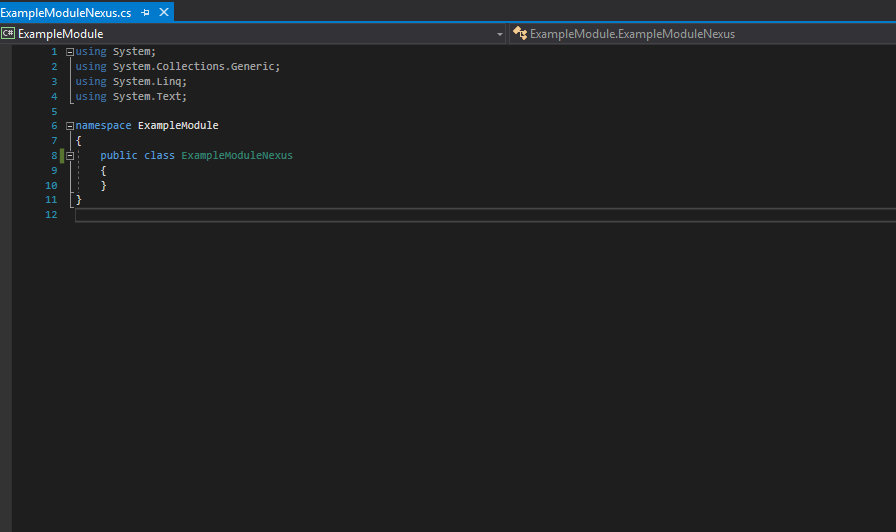 ExampleModuleNexus.cs
C# ExampleModule ExampleModule.ExampleModuleNexus
1 using System;
2 using System.Collections.Generic;
3 using System.Linq;
4 using System.Text;
5
6 namespace ExampleModule
7 {
8 public class ExampleModuleNexus
9 {
10 }
11 }
12